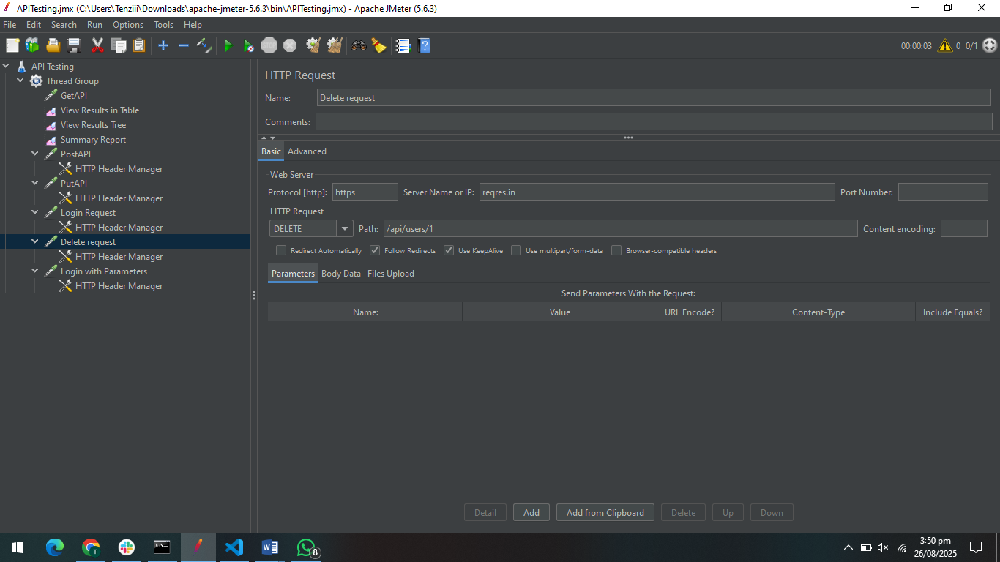 APITesting.jmx (C:\Users\Tenziii\Downloads\apache-jmeter-5.6.3\bin\APITesting.jmx) - Apache JMeter (5.6.3)
File Edit Search Run Options Tools Help
STOP
00:00:03 0 0/1
API Testing
Thread Group
GetAPI
View Results in Table
View Results Tree
Summary Report
PostAPI
HTTP Header Manager
PutAPI
HTTP Header Manager
Login Request
HTTP Header Manager
Delete request
HTTP Header Manager
Login with Parameters
HTTP Header Manager
HTTP Request
Name: Delete request
Comments:
Basic Advanced
Web Server
Protocol [http]: https Server Name or IP: reqres.in Port Number:
HTTP Request
DELETE Path: /api/users/1 Content encoding:
Redirect Automatically Follow Redirects Use KeepAlive Use multipart/form-data Browser-compatible headers
Parameters Body Data Files Upload
Send Parameters With the Request:
Name: Value URL Encode? Content-Type Include Equals?
Detail Add Add from Clipboard Delete Up Down
8
3:50 pm
26/08/2025